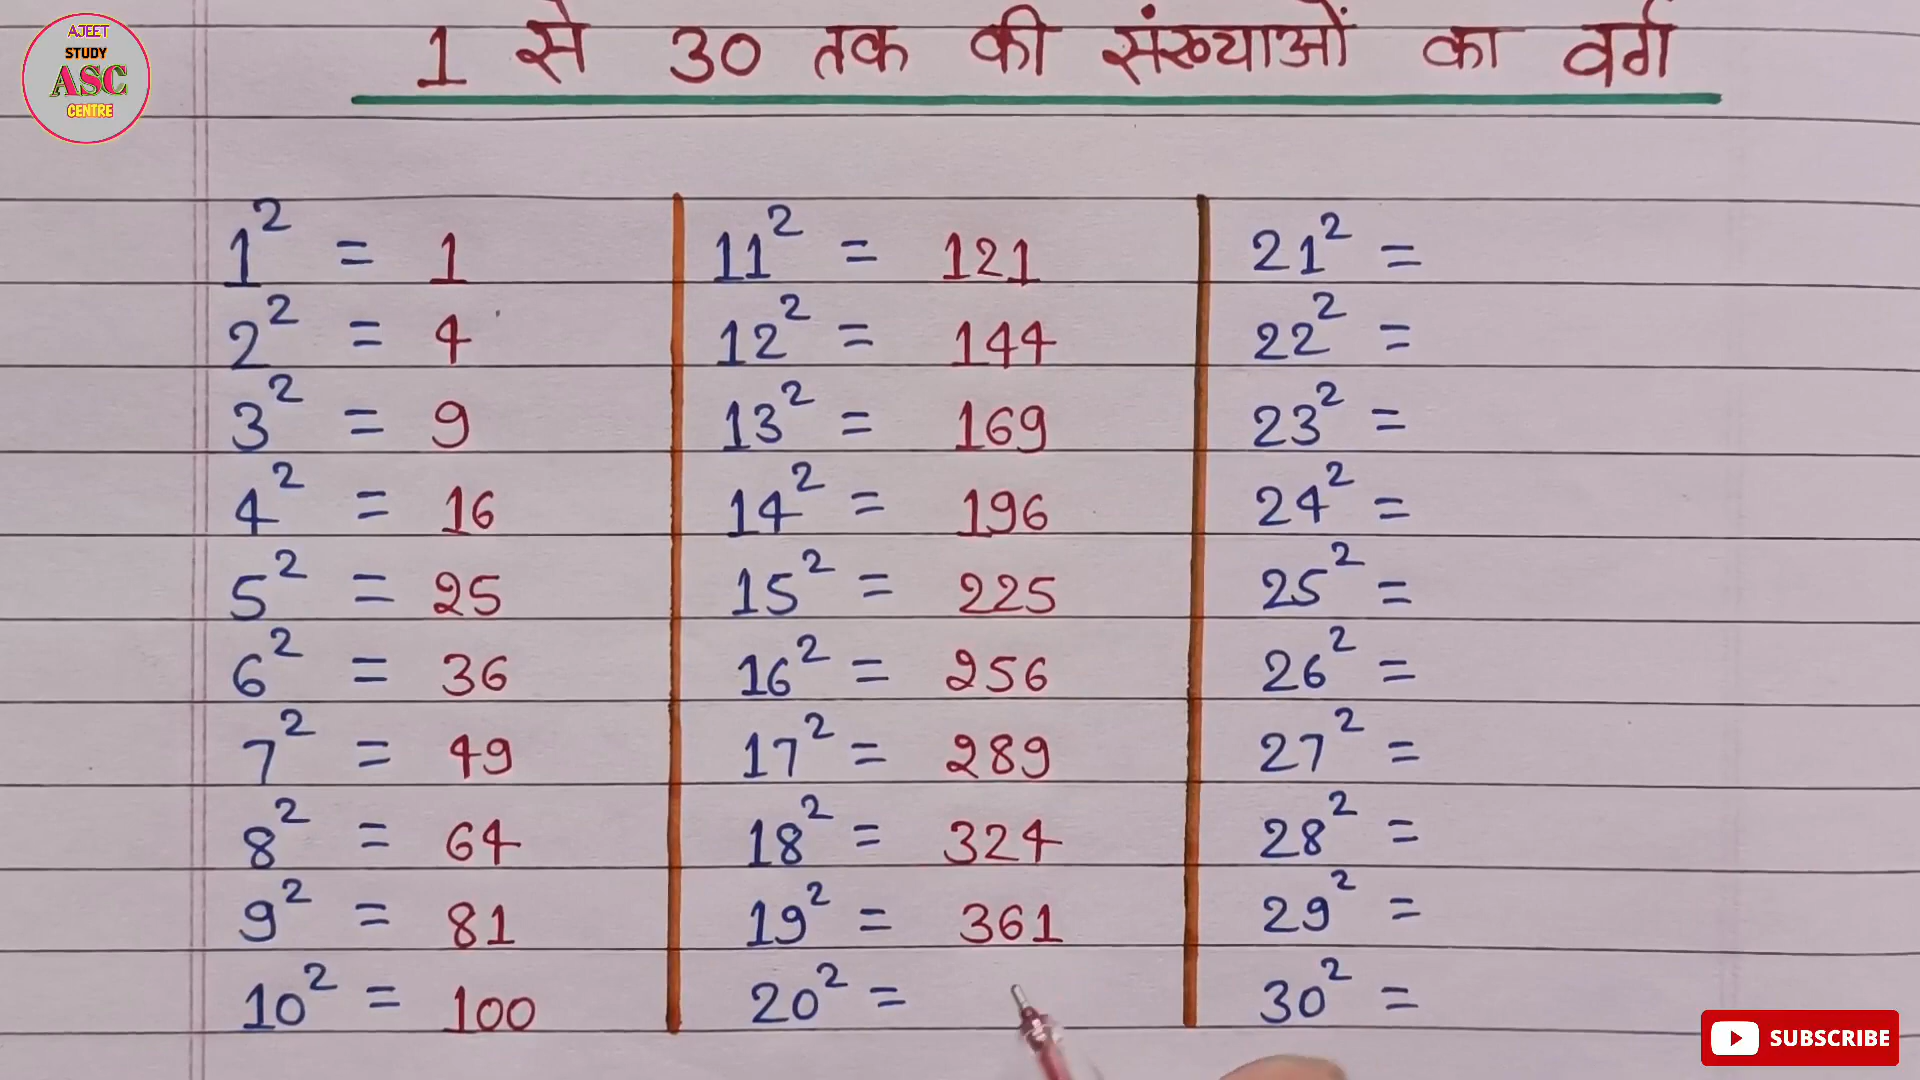 AJEET
STUDY
ASC
CENTRE
1 से 30 तक की संख्याओं का वर्ग
1² = 1
2² = 4
3² = 9
4² = 16
5² = 25
6² = 36
7² = 49
8² = 64
9² = 81
10² = 100
11² = 121
12² = 144
13² = 169
14² = 196
15² = 225
16² = 256
17² = 289
18² = 324
19² = 361
20² =
21² =
22² =
23² =
24² =
25² =
26² =
27² =
28² =
29² =
30² =
SUBSCRIBE